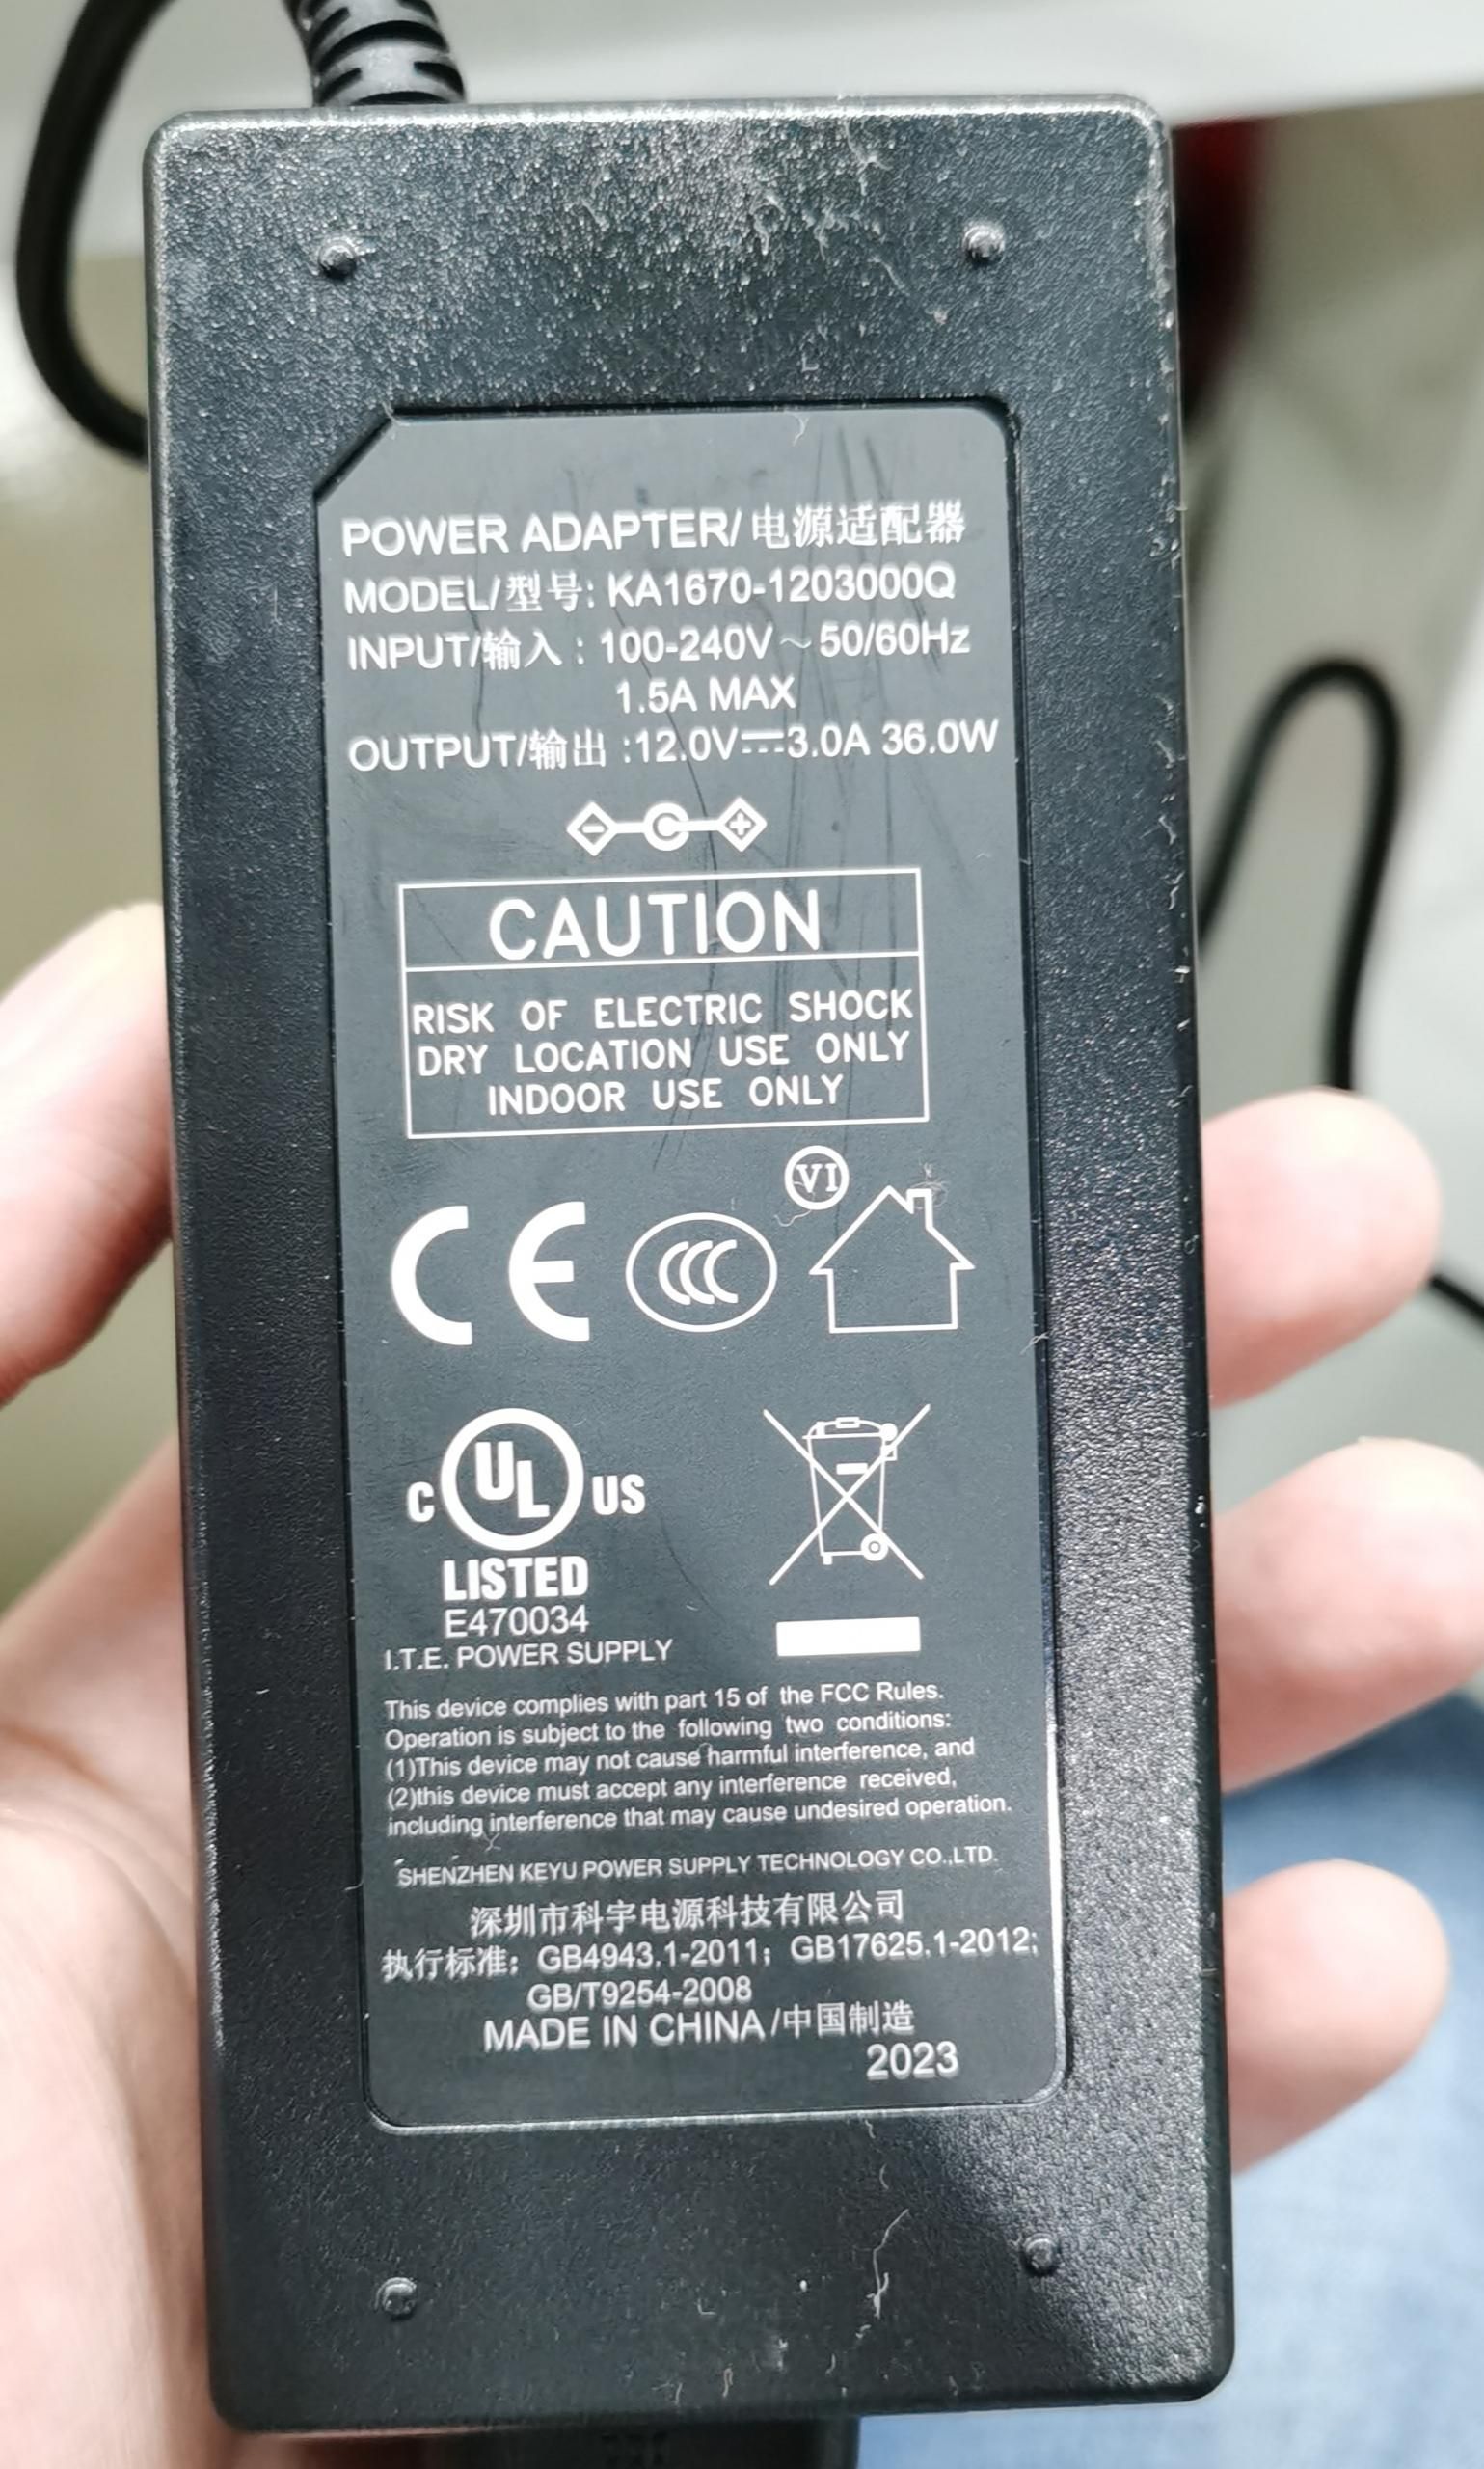 POWER ADAPTER/电源适配器
MODEL/型号: KA1670-1203000Q
INPUT/输入 : 100-240V～50/60Hz
1.5A MAX
OUTPUT/输出 :12.0V⎓3.0A 36.0W
CAUTION
RISK OF ELECTRIC SHOCK
DRY LOCATION USE ONLY
INDOOR USE ONLY
VI
CE CCC
C UL US
LISTED
E470034
I.T.E. POWER SUPPLY
This device complies with part 15 of the FCC Rules.
Operation is subject to the following two conditions:
(1)This device may not cause harmful interference, and
(2)this device must accept any interference received,
including interference that may cause undesired operation.
SHENZHEN KEYU POWER SUPPLY TECHNOLOGY CO.,LTD.
深圳市科宇电源科技有限公司
执行标准：GB4943.1-2011；GB17625.1-2012;
GB/T9254-2008
MADE IN CHINA/中国制造
2023